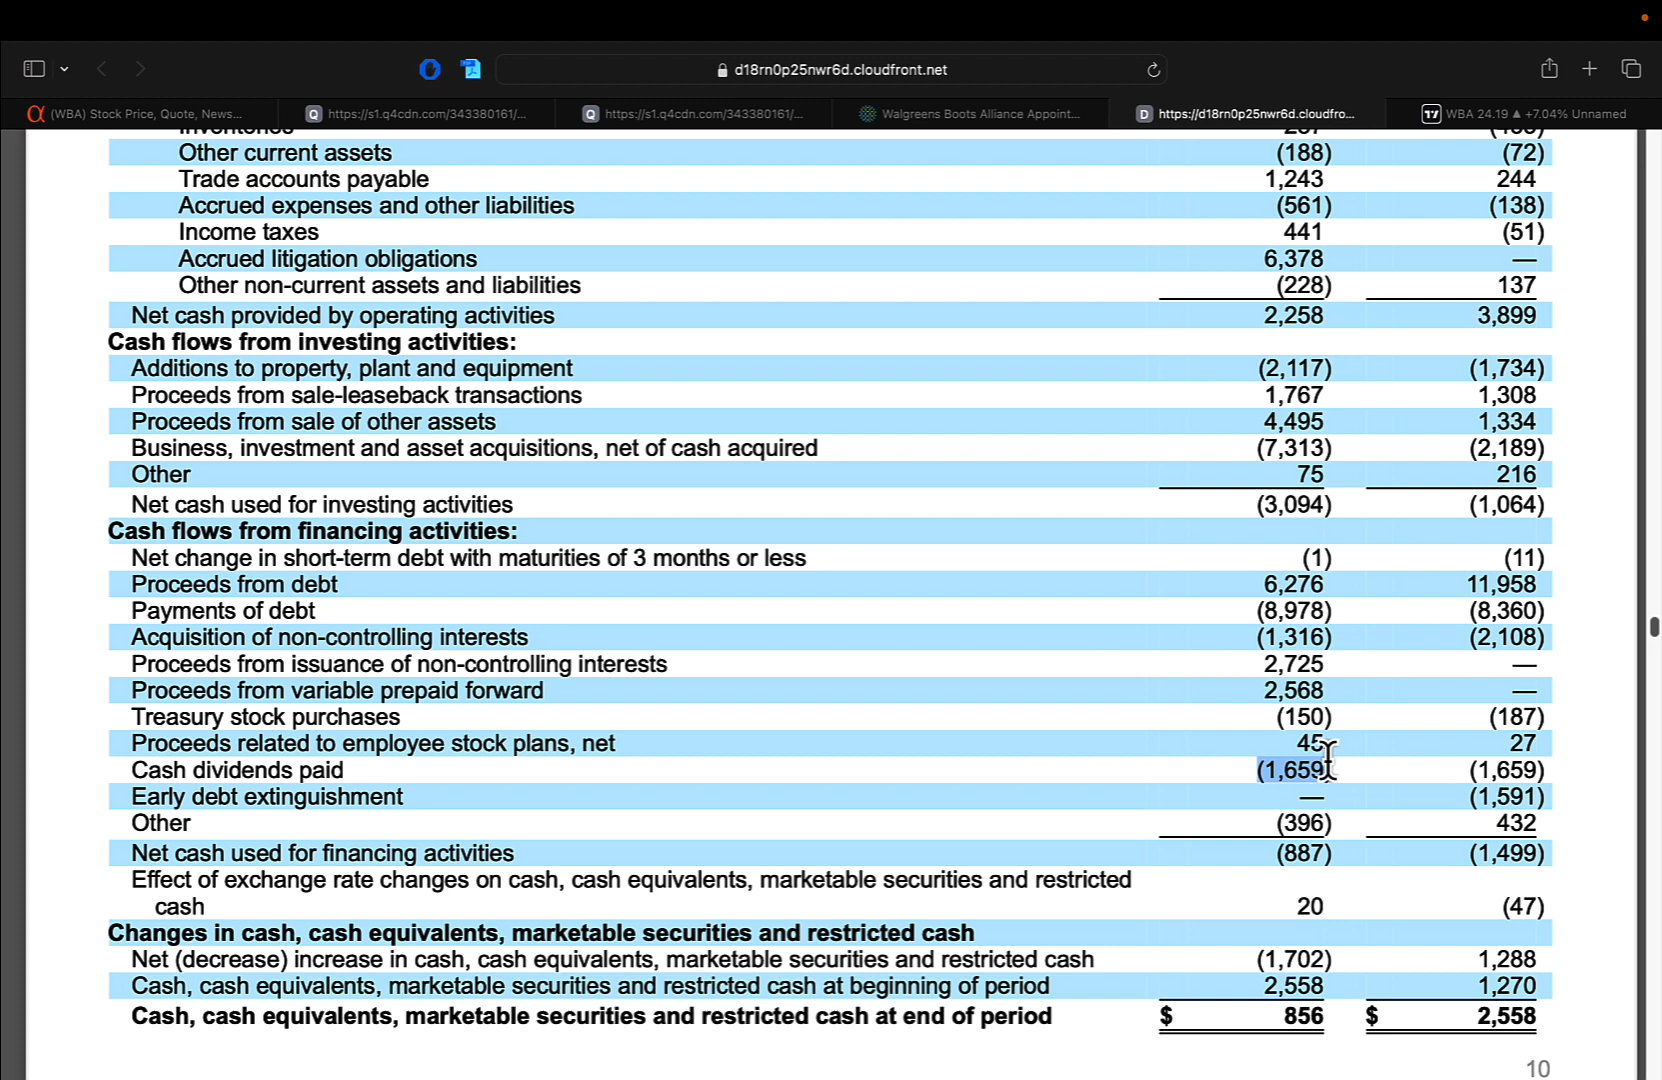 d18rn0p25nwr6d.cloudfront.net
(WBA) Stock Price, Quote, News...
https://s1.q4cdn.com/343380161/...
https://s1.q4cdn.com/343380161/...
Walgreens Boots Alliance Appoint...
D https://d18rn0p25nwr6d.cloudfro...
WBA 24.19 ▲ +7.04% Unnamed
Inventories
Other current assets (188) (72)
Trade accounts payable 1,243 244
Accrued expenses and other liabilities (561) (138)
Income taxes 441 (51)
Accrued litigation obligations 6,378 —
Other non-current assets and liabilities (228) 137
Net cash provided by operating activities 2,258 3,899
Cash flows from investing activities:
Additions to property, plant and equipment (2,117) (1,734)
Proceeds from sale-leaseback transactions 1,767 1,308
Proceeds from sale of other assets 4,495 1,334
Business, investment and asset acquisitions, net of cash acquired (7,313) (2,189)
Other 75 216
Net cash used for investing activities (3,094) (1,064)
Cash flows from financing activities:
Net change in short-term debt with maturities of 3 months or less (1) (11)
Proceeds from debt 6,276 11,958
Payments of debt (8,978) (8,360)
Acquisition of non-controlling interests (1,316) (2,108)
Proceeds from issuance of non-controlling interests 2,725 —
Proceeds from variable prepaid forward 2,568 —
Treasury stock purchases (150) (187)
Proceeds related to employee stock plans, net 45 27
Cash dividends paid (1,659) (1,659)
Early debt extinguishment — (1,591)
Other (396) 432
Net cash used for financing activities (887) (1,499)
Effect of exchange rate changes on cash, cash equivalents, marketable securities and restricted
cash 20 (47)
Changes in cash, cash equivalents, marketable securities and restricted cash
Net (decrease) increase in cash, cash equivalents, marketable securities and restricted cash (1,702) 1,288
Cash, cash equivalents, marketable securities and restricted cash at beginning of period 2,558 1,270
Cash, cash equivalents, marketable securities and restricted cash at end of period $ 856 $ 2,558
10